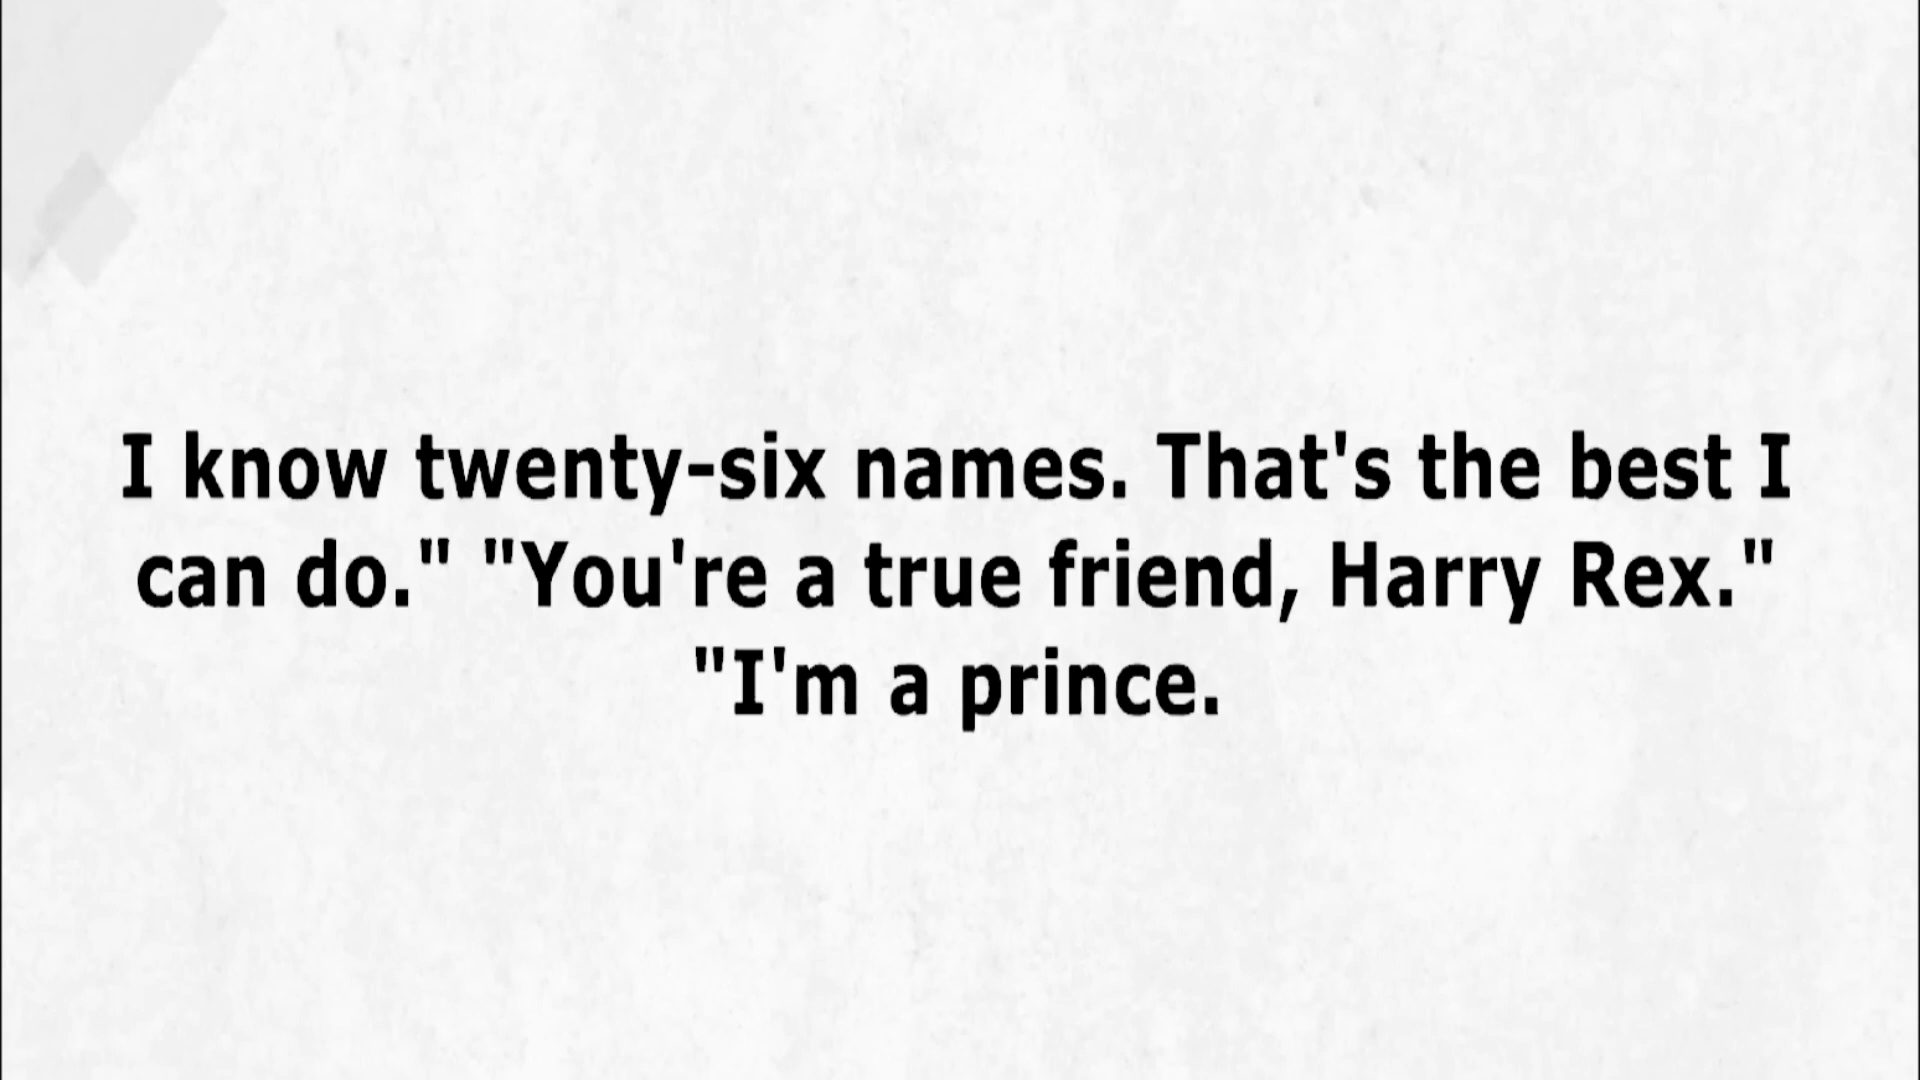 I know twenty-six names. That's the best I
can do." "You're a true friend, Harry Rex."
"I'm a prince.